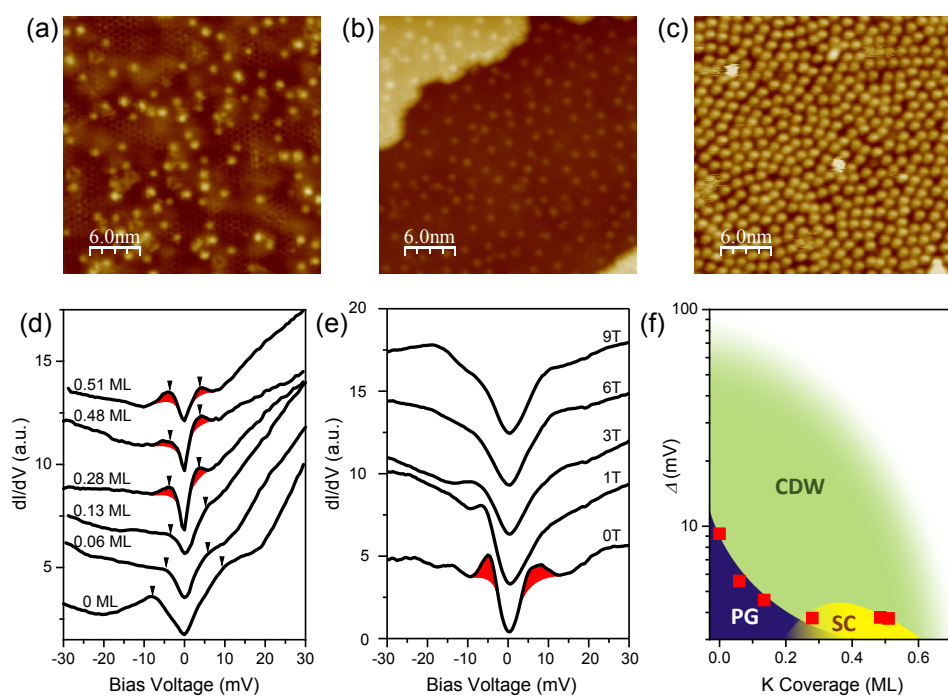 (a)
6.0nm
(b)
6.0nm
(c)
6.0nm
(d)
15
10
5
dI/dV (a.u.)
0.51 ML
0.48 ML
0.28 ML
0.13 ML
0.06 ML
0 ML
-30 -20 -10 0 10 20 30
Bias Voltage (mV)
(e)
20
15
10
5
0
dI/dV (a.u.)
9T
6T
3T
1T
0T
-30 -20 -10 0 10 20 30
Bias Voltage (mV)
(f)
100
10
Δ (mV)
CDW
PG
SC
0.0 0.2 0.4 0.6
K Coverage (ML)